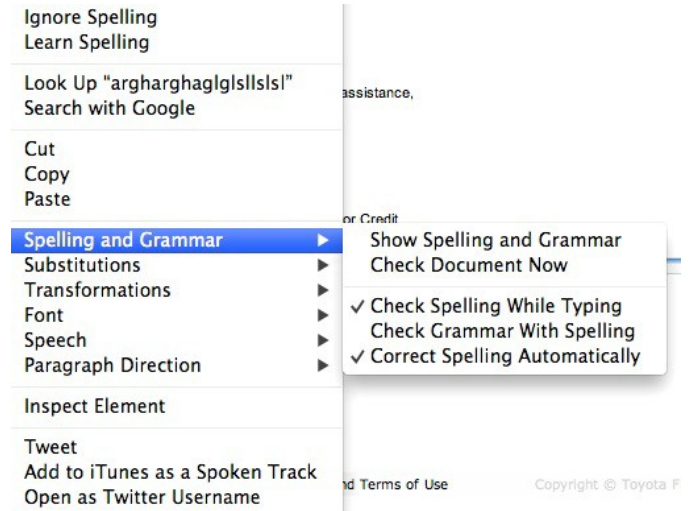 Ignore Spelling
Learn Spelling
Look Up “argharghaglglsllslsl”
Search with Google
assistance,
Cut
Copy
Paste
or Credit
Spelling and Grammar
Substitutions
Transformations
Font
Speech
Paragraph Direction
Show Spelling and Grammar
Check Document Now
✓ Check Spelling While Typing
Check Grammar With Spelling
✓ Correct Spelling Automatically
Inspect Element
Tweet
Add to iTunes as a Spoken Track
Open as Twitter Username
nd Terms of Use
Copyright © Toyota F